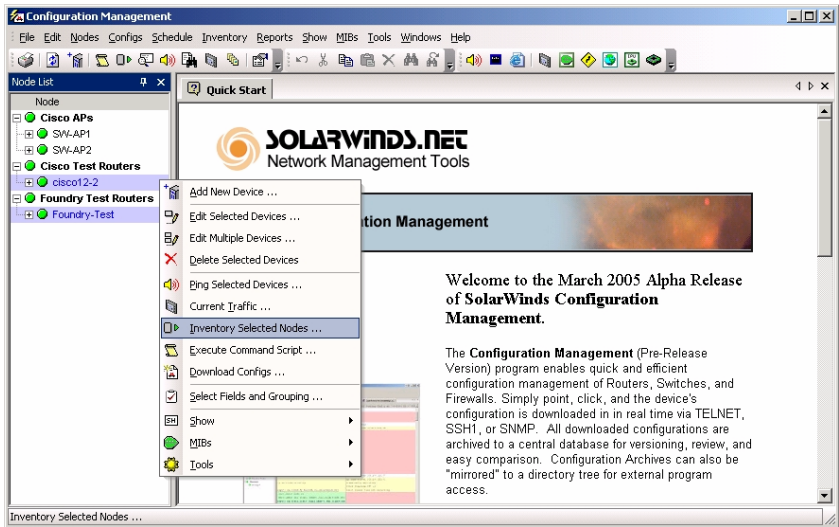 Configuration Management
File Edit Nodes Configs Schedule Inventory Reports Show MIBs Tools Windows Help
Node List
Quick Start
Node
Cisco APs
SW-AP1
SW-AP2
Cisco Test Routers
cisco12-2
Foundry Test Routers
Foundry-Test
Add New Device ...
Edit Selected Devices ...
Edit Multiple Devices ...
Delete Selected Devices
Ping Selected Devices ...
Current Traffic ...
Inventory Selected Nodes ...
Execute Command Script ...
Download Configs ...
Select Fields and Grouping ...
SH Show
MIBs
Tools
SOLARWINDS.NET
Network Management Tools
tion Management
Welcome to the March 2005 Alpha Release
of SolarWinds Configuration
Management.
The Configuration Management (Pre-Release
Version) program enables quick and efficient
configuration management of Routers, Switches, and
Firewalls. Simply point, click, and the device's
configuration is downloaded in in real time via TELNET,
SSH1, or SNMP. All downloaded configurations are
archived to a central database for versioning, review, and
easy comparison. Configuration Archives can also be
"mirrored" to a directory tree for external program
access.
Inventory Selected Nodes ...